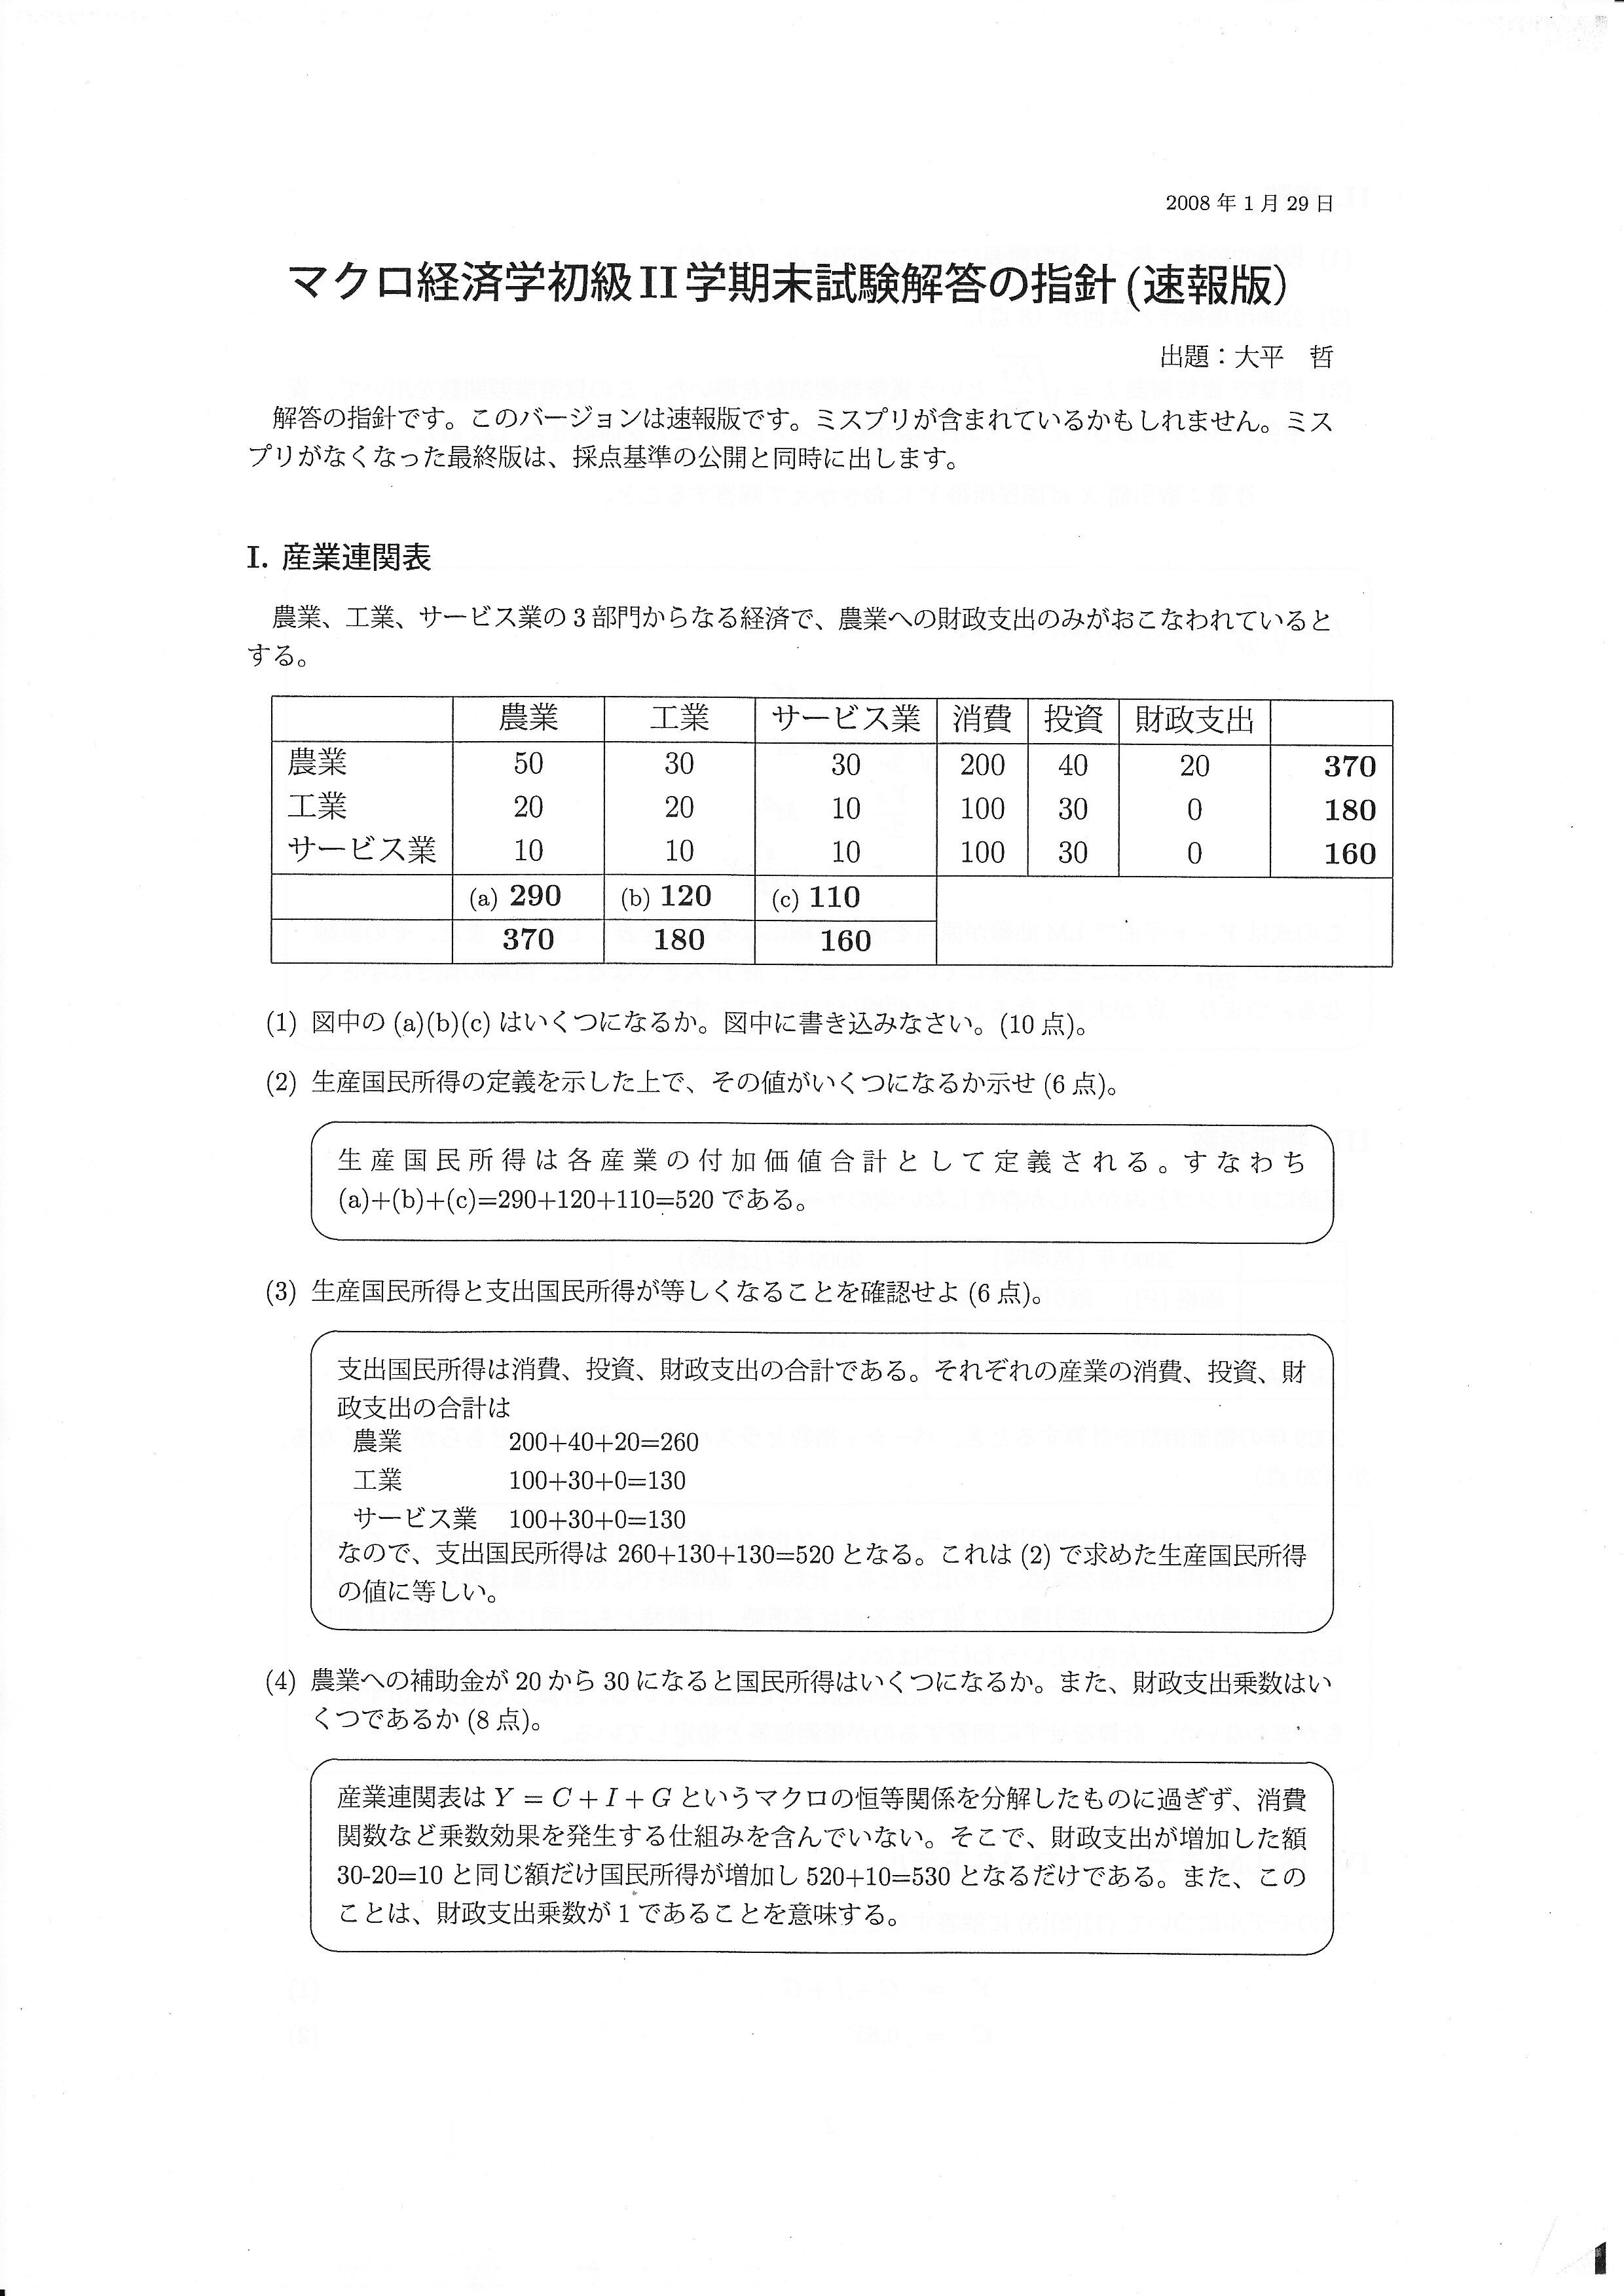 2008 年 1 月 29 日
マクロ経済学初級 II 学期末試験解答の指針 (速報版)
出題：大平　哲
解答の指針です。このバージョンは速報版です。ミスプリが含まれているかもしれません。ミス
プリがなくなった最終版は、採点基準の公開と同時に出します。
I. 産業連関表
農業、工業、サービス業の 3 部門からなる経済で、農業への財政支出のみがおこなわれていると
する。
農業 工業 サービス業 消費 投資 財政支出
農業 50 30 30 200 40 20 370
工業 20 20 10 100 30 0 180
サービス業 10 10 10 100 30 0 160
(a) 290 (b) 120 (c) 110
370 180 160
(1) 図中の (a)(b)(c) はいくつになるか。図中に書き込みなさい。(10 点)。
(2) 生産国民所得の定義を示した上で、その値がいくつになるか示せ (6 点)。
生産国民所得は各産業の付加価値合計として定義される。すなわち
(a)+(b)+(c)=290+120+110=520 である。
(3) 生産国民所得と支出国民所得が等しくなることを確認せよ (6 点)。
支出国民所得は消費、投資、財政支出の合計である。それぞれの産業の消費、投資、財
政支出の合計は
農業 200+40+20=260
工業 100+30+0=130
サービス業 100+30+0=130
なので、支出国民所得は 260+130+130=520 となる。これは (2) で求めた生産国民所得
の値に等しい。
(4) 農業への補助金が 20 から 30 になると国民所得はいくつになるか。また、財政支出乗数はい
くつであるか (8 点)。
産業連関表は Y = C + I + G というマクロの恒等関係を分解したものに過ぎず、消費
関数など乗数効果を発生する仕組みを含んでいない。そこで、財政支出が増加した額
30-20=10 と同じ額だけ国民所得が増加し 520+10=530 となるだけである。また、この
ことは、財政支出乗数が 1 であることを意味する。
1